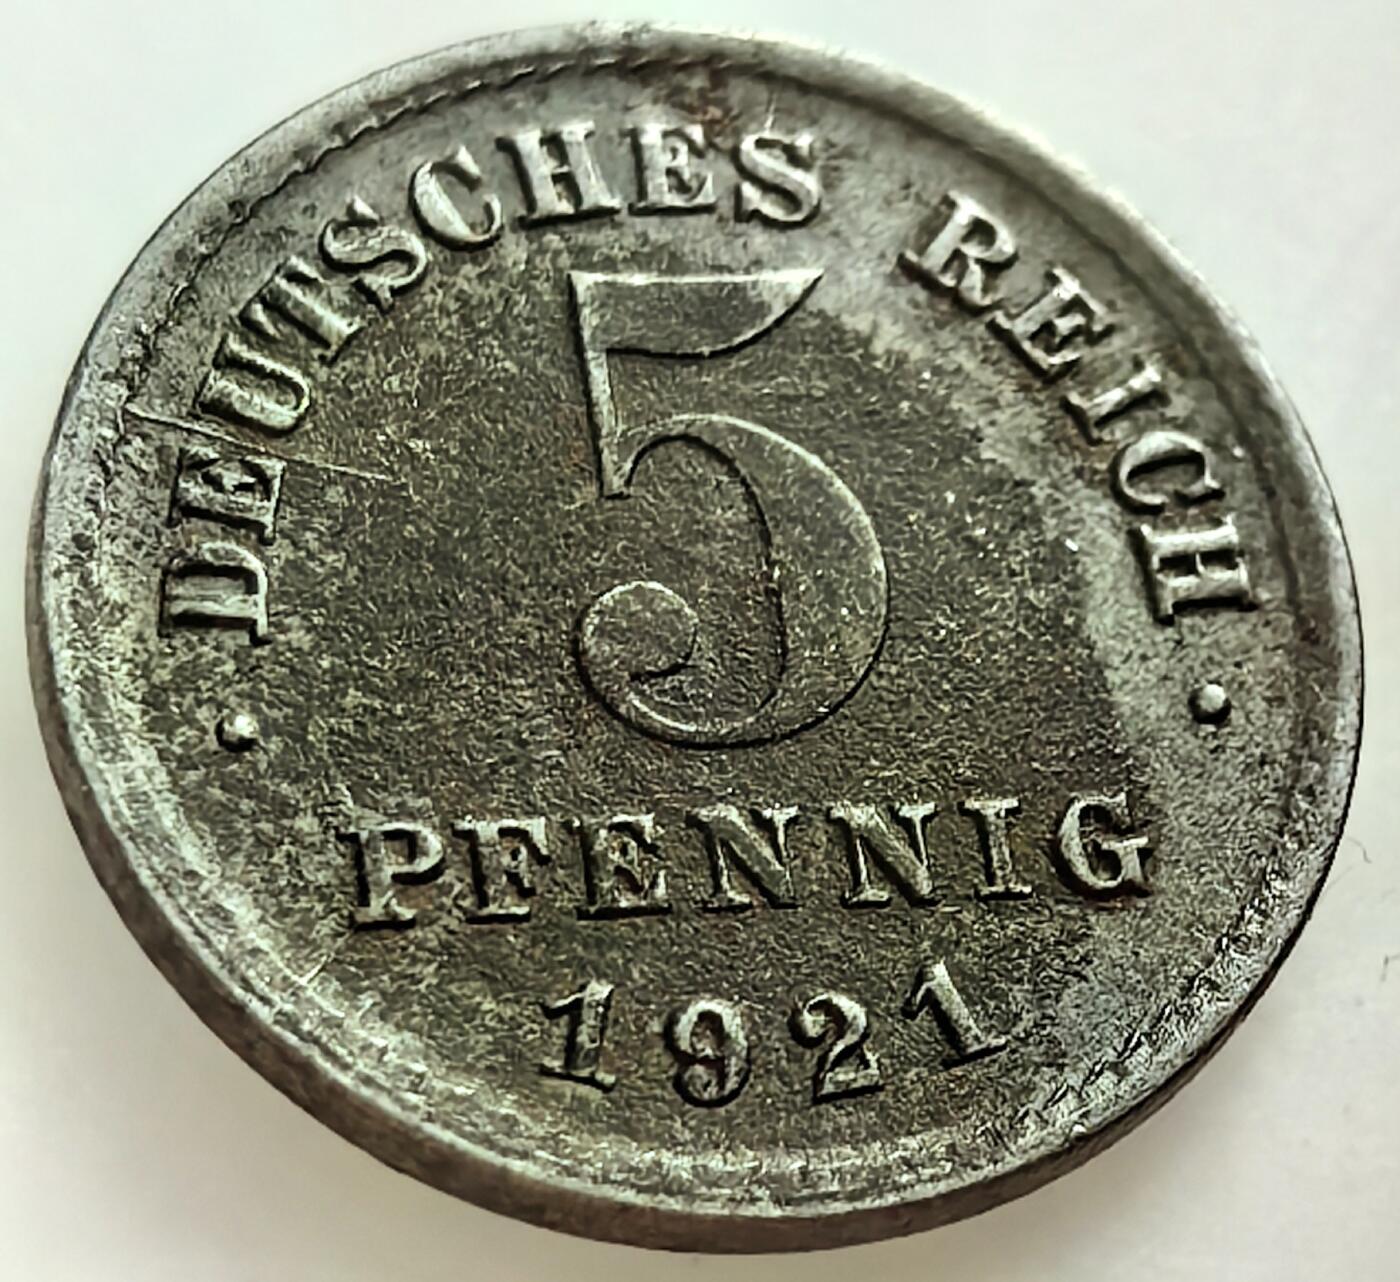 DEUTSCHES REICH
5
PFENNIG
1921